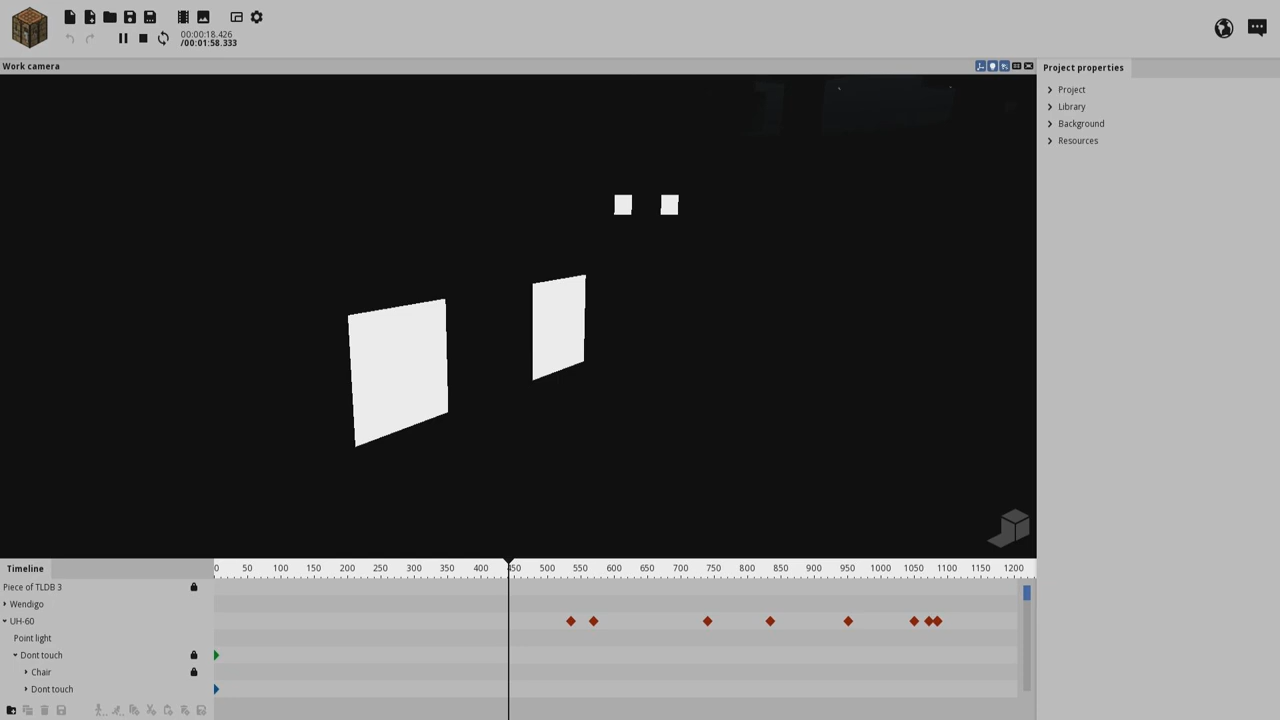 00:00:18.426
/00:01:58.333
Work camera
Project properties
Project
Library
Background
Resources
Timeline
0 50 100 150 200 250 300 350 400 450 500 550 600 650 700 750 800 850 900 950 1000 1050 1100 1150 1200
Piece of TLDB 3
Wendigo
UH-60
Point light
Dont touch
Chair
Dont touch